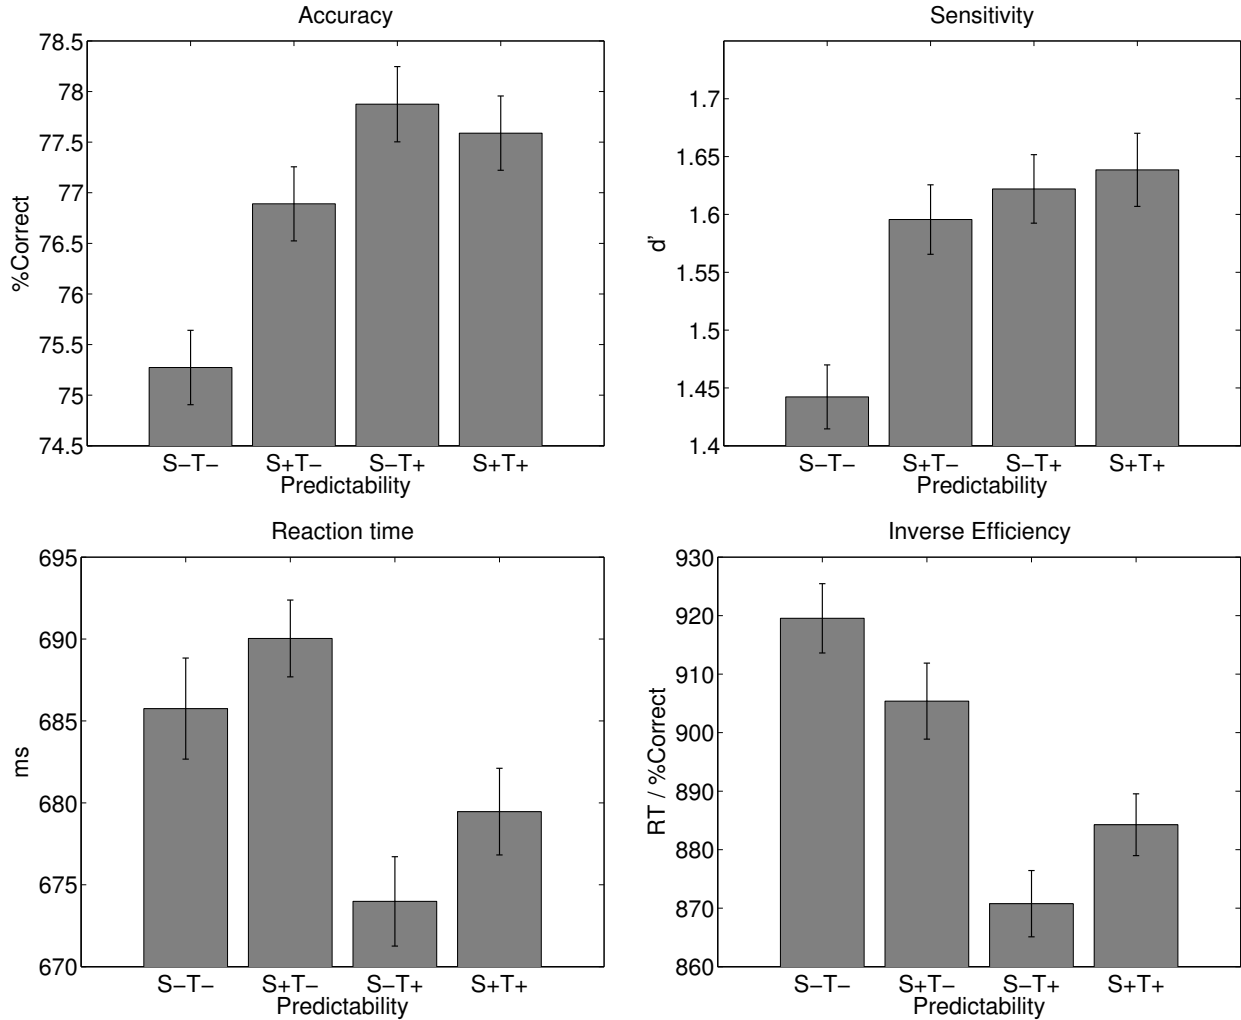 Accuracy
%Correct
78.5
78
77.5
77
76.5
76
75.5
75
74.5
S−T− S+T− S−T+ S+T+
Predictability
Sensitivity
d'
1.7
1.65
1.6
1.55
1.5
1.45
1.4
S−T− S+T− S−T+ S+T+
Predictability
Reaction time
ms
695
690
685
680
675
670
S−T− S+T− S−T+ S+T+
Predictability
Inverse Efficiency
RT / %Correct
930
920
910
900
890
880
870
860
S−T− S+T− S−T+ S+T+
Predictability